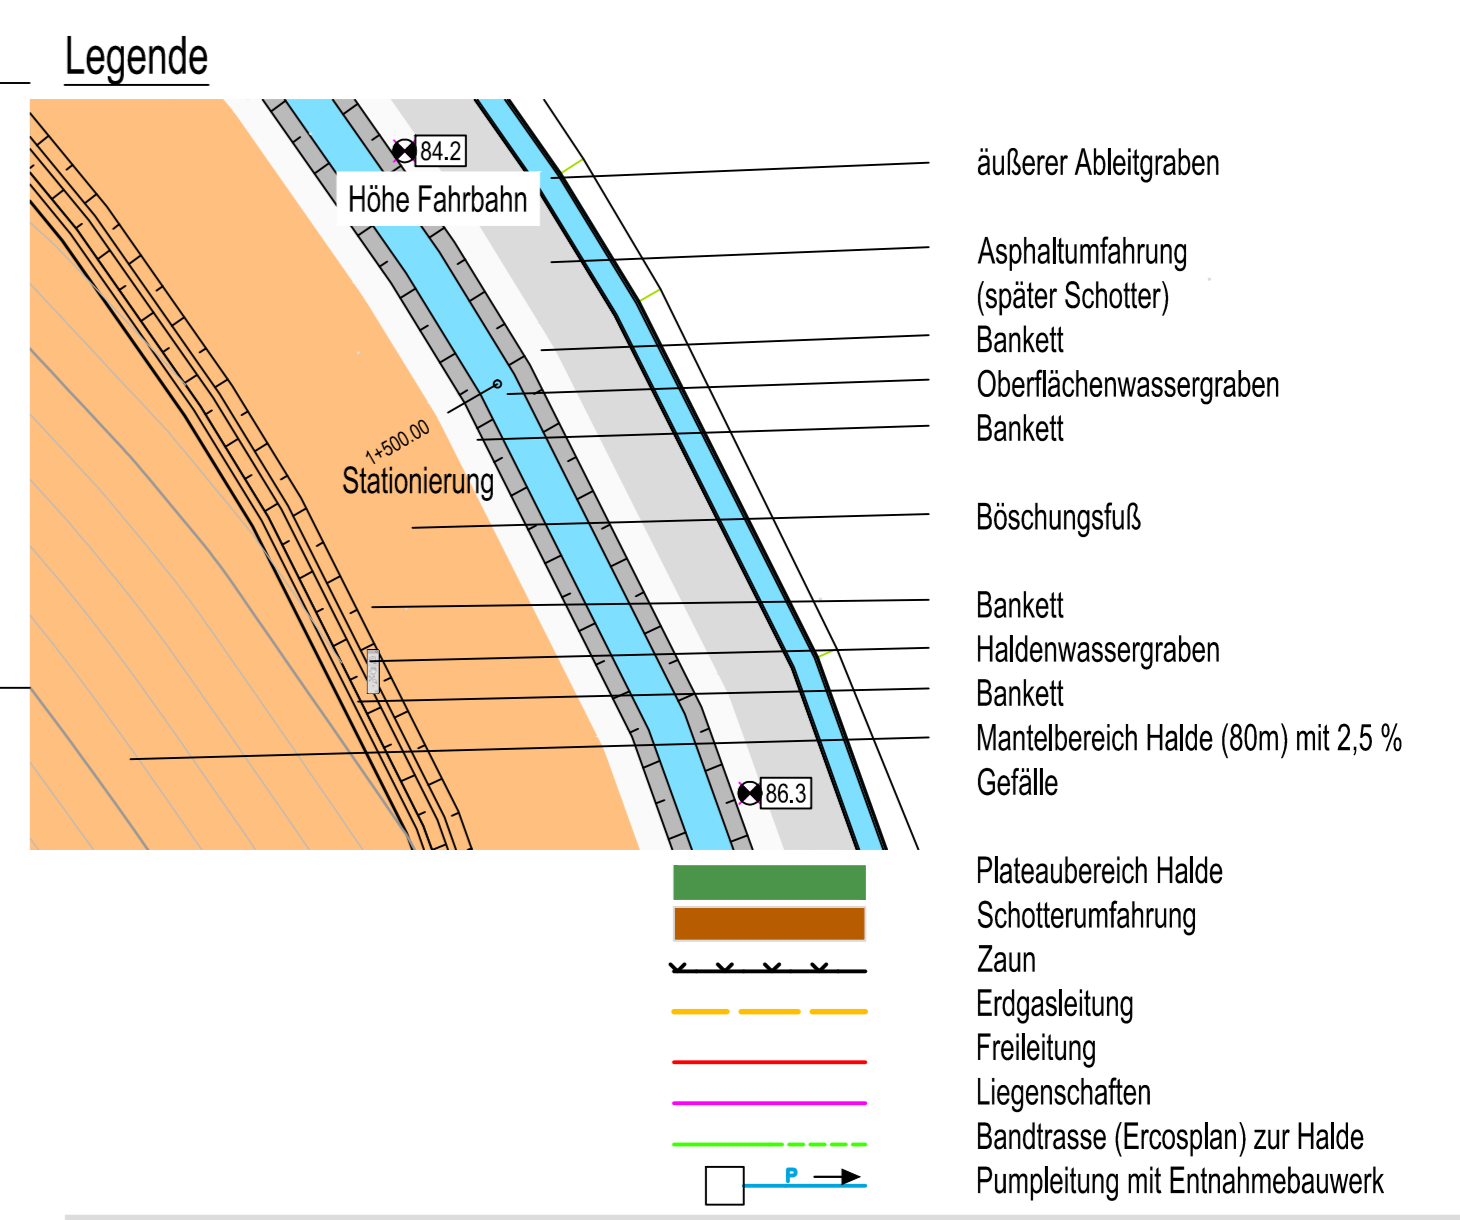 Legende
84.2
Höhe Fahrbahn
äußerer Ableitgraben
Asphaltumfahrung
(später Schotter)
Bankett
Oberflächenwassergraben
Bankett
1+500.00
Stationierung
Böschungsfuß
Bankett
Haldenwassergraben
Bankett
Mantelbereich Halde (80m) mit 2,5 %
Gefälle
86.3
Plateaubereich Halde
Schotterumfahrung
Zaun
Erdgasleitung
Freileitung
Liegenschaften
Bandtrasse (Ercosplan) zur Halde
P
Pumpleitung mit Entnahmebauwerk